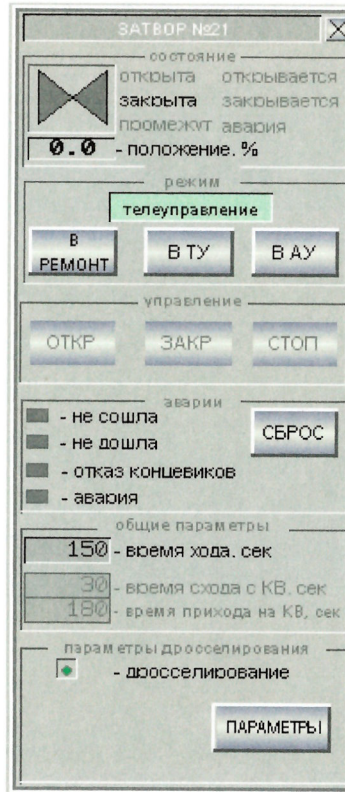 ЗАТВОР №21
состояние
открыта открывается
закрыта закрывается
промежут авария
0.0 - положение. %
режим
телеуправление
В РЕМОНТ
В ТУ
В АУ
управление
ОТКР ЗАКР СТОП
аварии
- не сошла
- не дошла
СБРОС
- отказ концевиков
- авария
общие параметры
150 - время хода. сек
30 - время схода с КВ. сек
180 - время прихода на КВ, сек
параметры дросселирования
- дросселирование
ПАРАМЕТРЫ